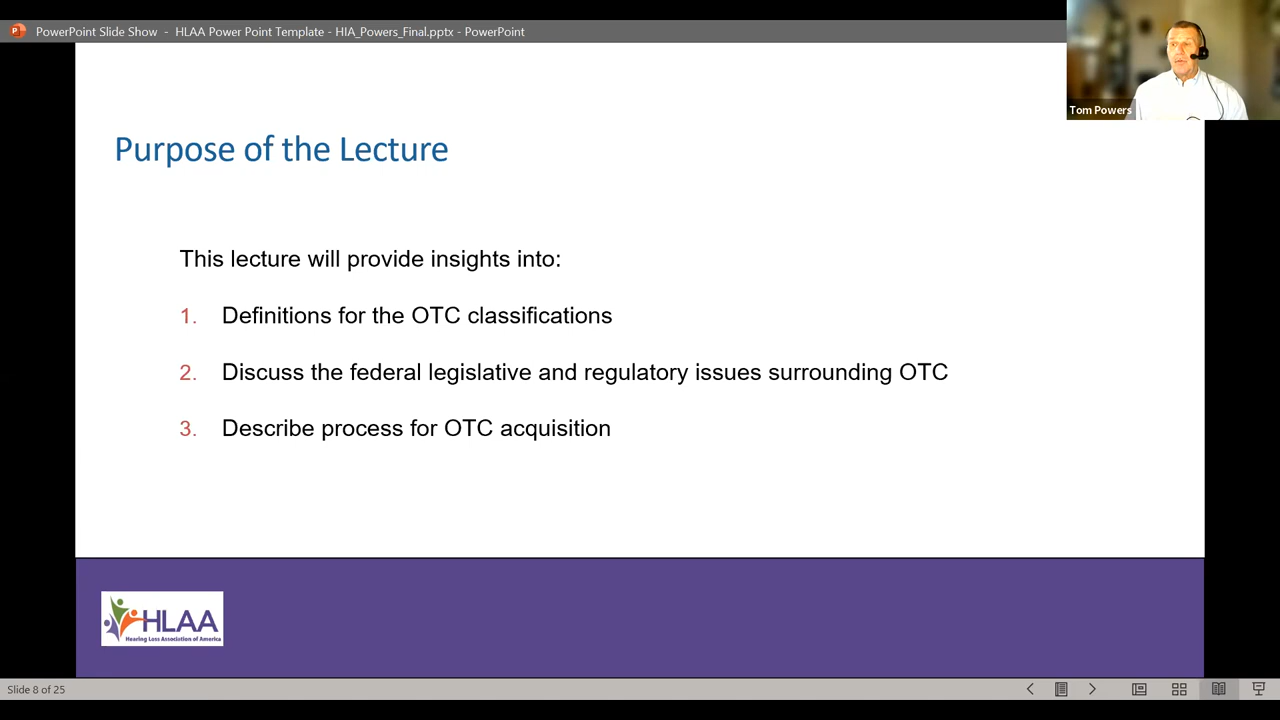 PowerPoint Slide Show - HLAA Power Point Template - HIA_Powers_Final.pptx - PowerPoint
Tom Powers
Purpose of the Lecture
This lecture will provide insights into:
1. Definitions for the OTC classifications
2. Discuss the federal legislative and regulatory issues surrounding OTC
3. Describe process for OTC acquisition
HLAA
Hearing Loss Association of America
Slide 8 of 25